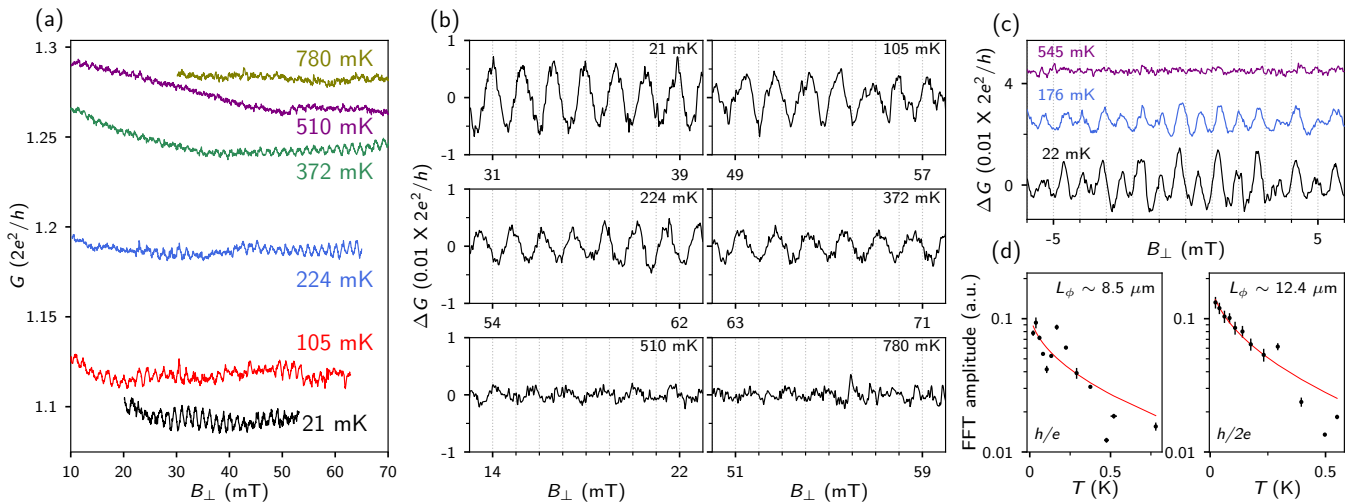 (a)
1.3
1.25
1.2
1.15
1.1
G (2e²/h)
780 mK
510 mK
372 mK
224 mK
105 mK
21 mK
10 20 30 40 50 60 70
B⊥ (mT)
(b)
ΔG (0.01 X 2e²/h)
1
0
-1
21 mK
31 39
105 mK
49 57
1
0
-1
224 mK
54 62
372 mK
63 71
1
0
-1
510 mK
14 22
780 mK
51 59
B⊥ (mT) B⊥ (mT)
(c)
ΔG (0.01 X 2e²/h)
4
0
545 mK
176 mK
22 mK
-5 5
B⊥ (mT)
(d)
FFT amplitude (a.u.)
0.1
0.01
Lϕ ∼ 8.5 μm
h/e
0 0.5
T (K)
0.1
0.01
Lϕ ∼ 12.4 μm
h/2e
0 0.5
T (K)